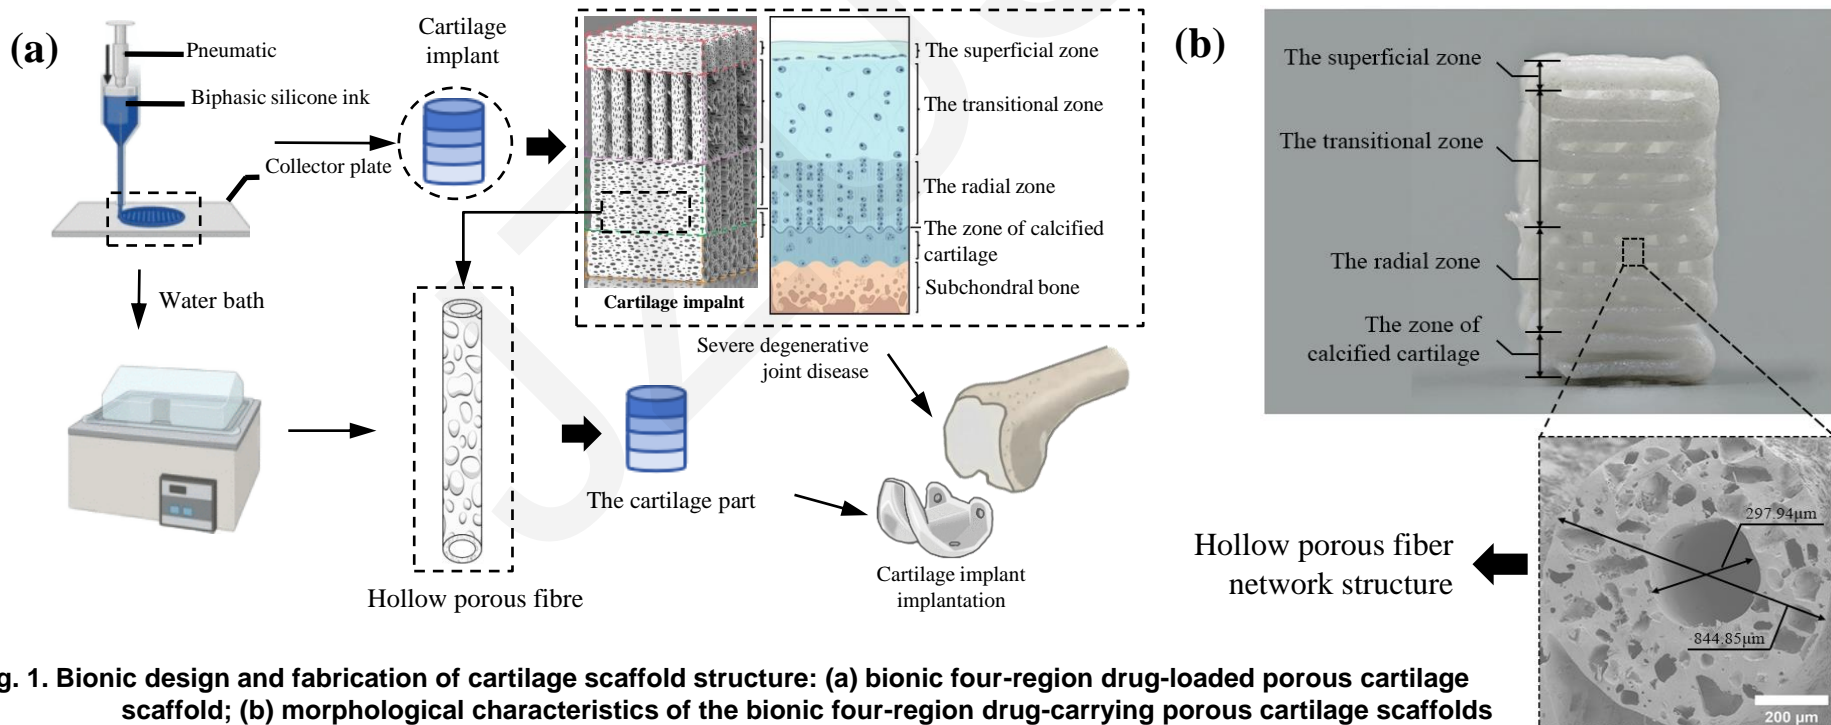 (a)
Pneumatic
Biphasic silicone ink
Collector plate
Cartilage
implant
Cartilage impalnt
The superficial zone
The transitional zone
The radial zone
The zone of calcified
cartilage
Subchondral bone
Water bath
Hollow porous fibre
The cartilage part
Severe degenerative
joint disease
Cartilage implant
implantation
(b)
The superficial zone
The transitional zone
The radial zone
The zone of
calcified cartilage
Hollow porous fiber
network structure
297.94μm
844.85μm
200 μm
g. 1. Bionic design and fabrication of cartilage scaffold structure: (a) bionic four-region drug-loaded porous cartilage
scaffold; (b) morphological characteristics of the bionic four-region drug-carrying porous cartilage scaffolds